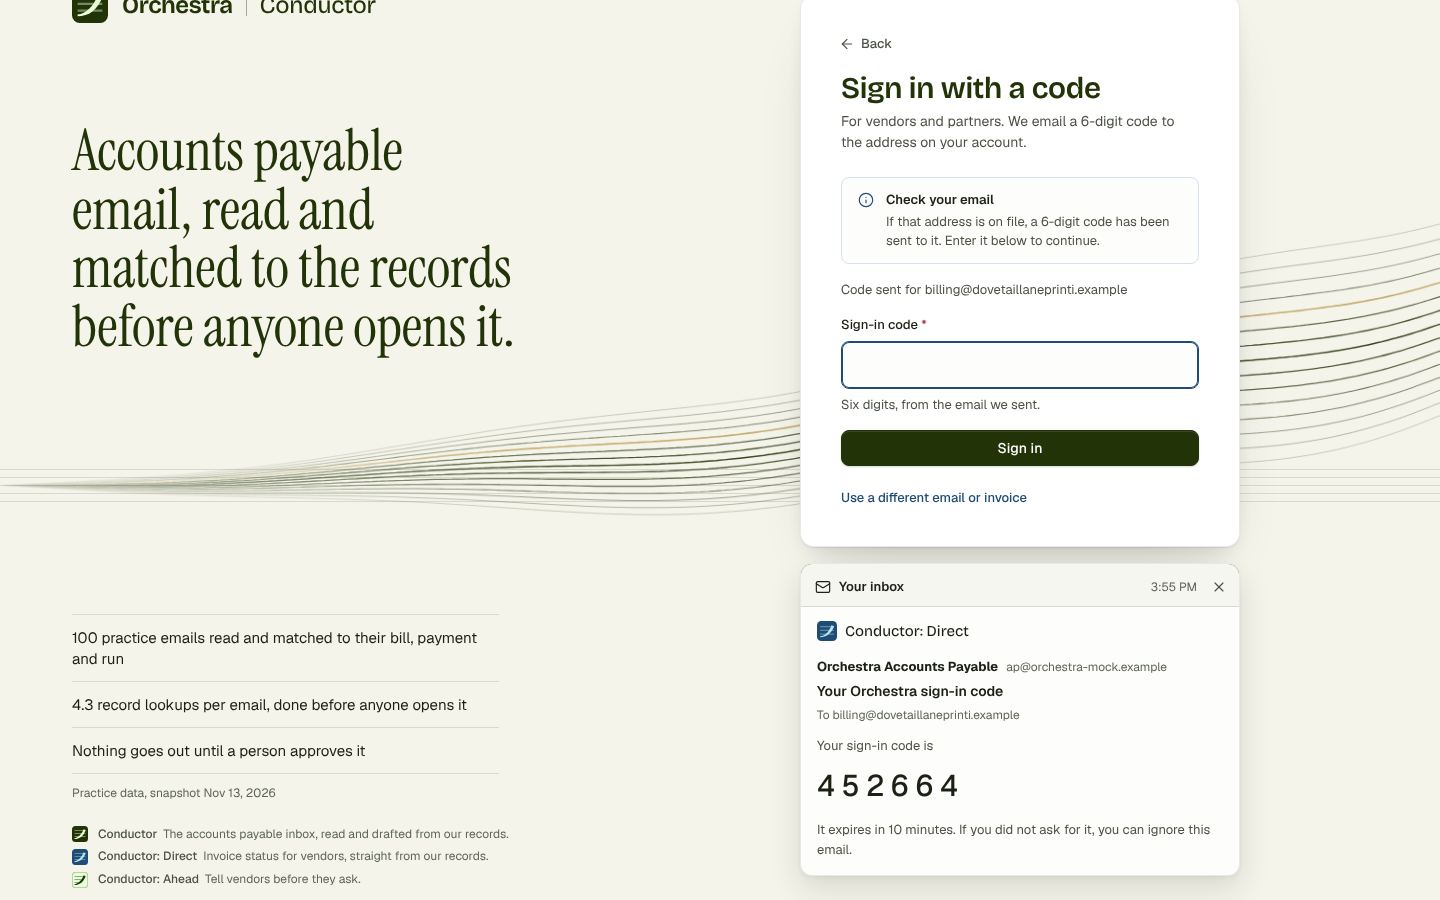 Orchestra | Conductor
Accounts payable
email, read and
matched to the records
before anyone opens it.
100 practice emails read and matched to their bill, payment
and run
4.3 record lookups per email, done before anyone opens it
Nothing goes out until a person approves it
Practice data, snapshot Nov 13, 2026
Conductor The accounts payable inbox, read and drafted from our records.
Conductor: Direct Invoice status for vendors, straight from our records.
Conductor: Ahead Tell vendors before they ask.
Back
Sign in with a code
For vendors and partners. We email a 6-digit code to
the address on your account.
Check your email
If that address is on file, a 6-digit code has been
sent to it. Enter it below to continue.
Code sent for billing@dovetaillaneprinti.example
Sign-in code *
Six digits, from the email we sent.
Sign in
Use a different email or invoice
Your inbox 3:55 PM
Conductor: Direct
Orchestra Accounts Payable ap@orchestra-mock.example
Your Orchestra sign-in code
To billing@dovetaillaneprinti.example
Your sign-in code is
452664
It expires in 10 minutes. If you did not ask for it, you can ignore this
email.